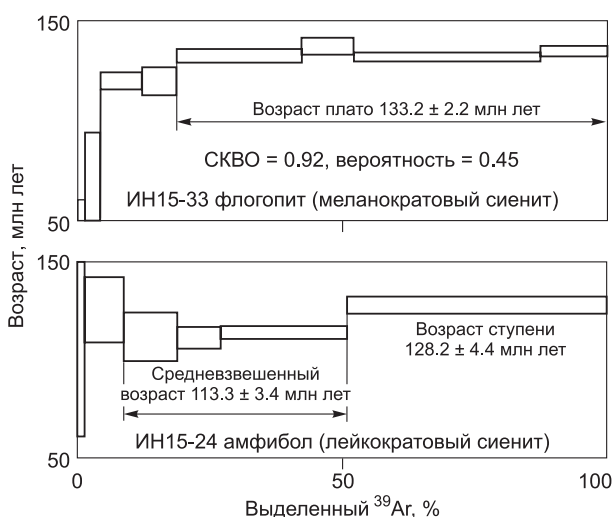 150
Возраст плато 133.2 ± 2.2 млн лет
СКВО = 0.92, вероятность = 0.45
ИН15-33 флогопит (меланократовый сиенит)
50
50
Возраст, млн лет
150
Возраст ступени
128.2 ± 4.4 млн лет
Средневзвешенный
возраст 113.3 ± 3.4 млн лет
ИН15-24 амфибол (лейкократовый сиенит)
50
0
50
100
Выделенный ³⁹Ar, %